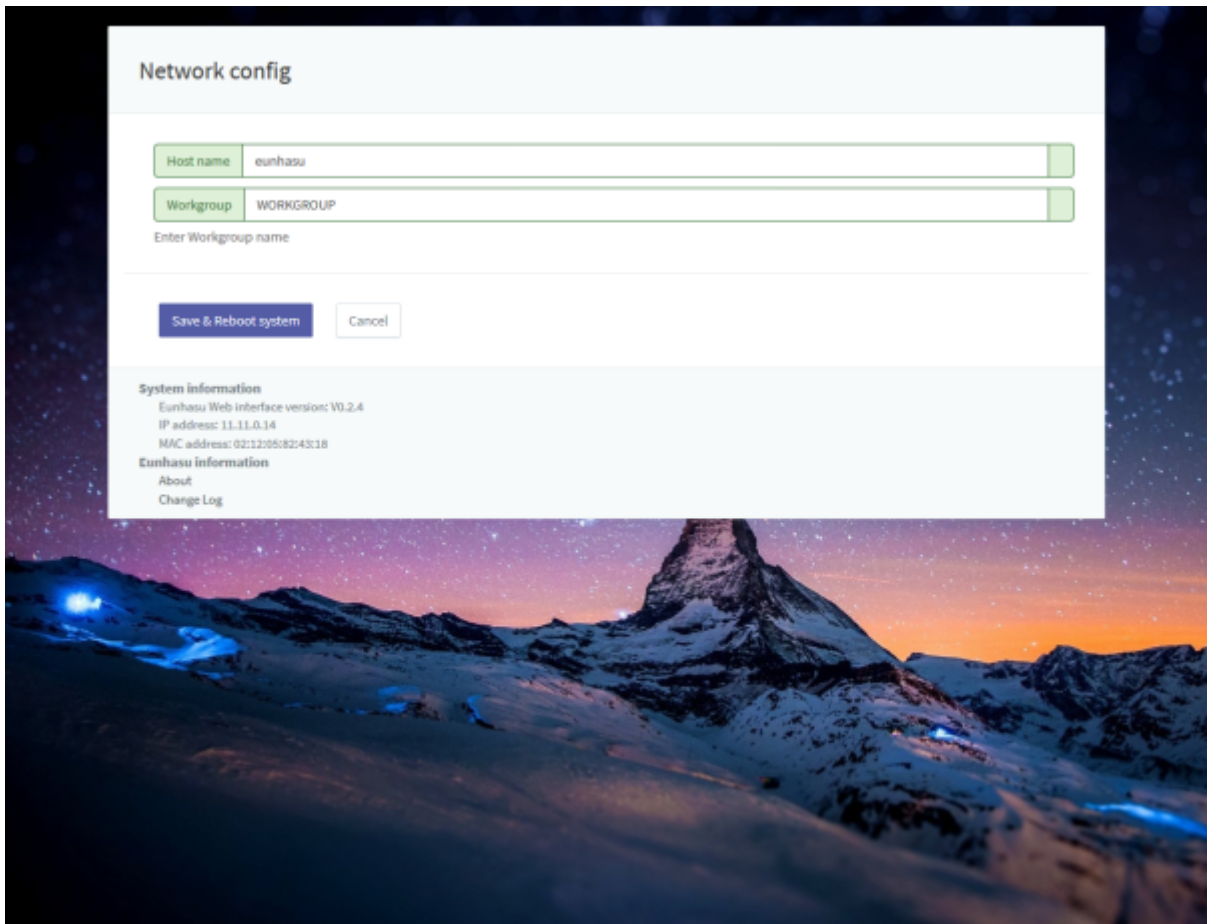 Network config
Host name eunhasu
Workgroup WORKGROUP
Enter Workgroup name
Save & Reboot system Cancel
System information
Eunhasu Web interface version: V0.2.4
IP address: 11.11.0.14
MAC address: 02:12:05:82:43:18
Eunhasu information
About
Change Log